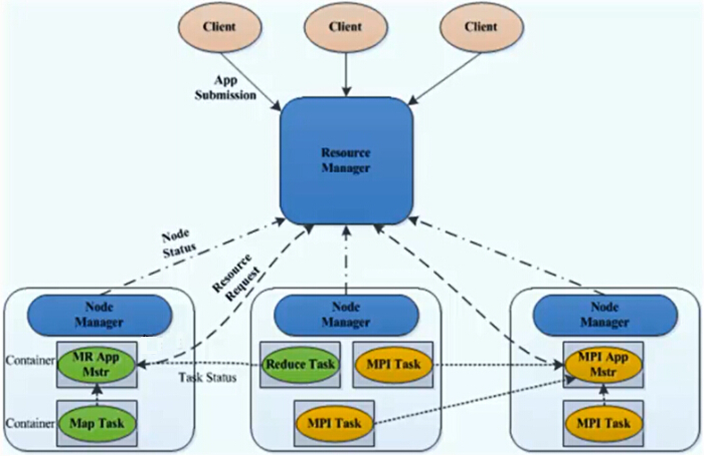 Client
Client
Client
App
Submission
Resource
Manager
Node
Status
Resource
Request
Node
Manager
Node
Manager
Node
Manager
Container
MR App
Mstr
Task Status
Reduce Task
MPI Task
MPI App
Mstr
Container
Map Task
MPI Task
MPI Task